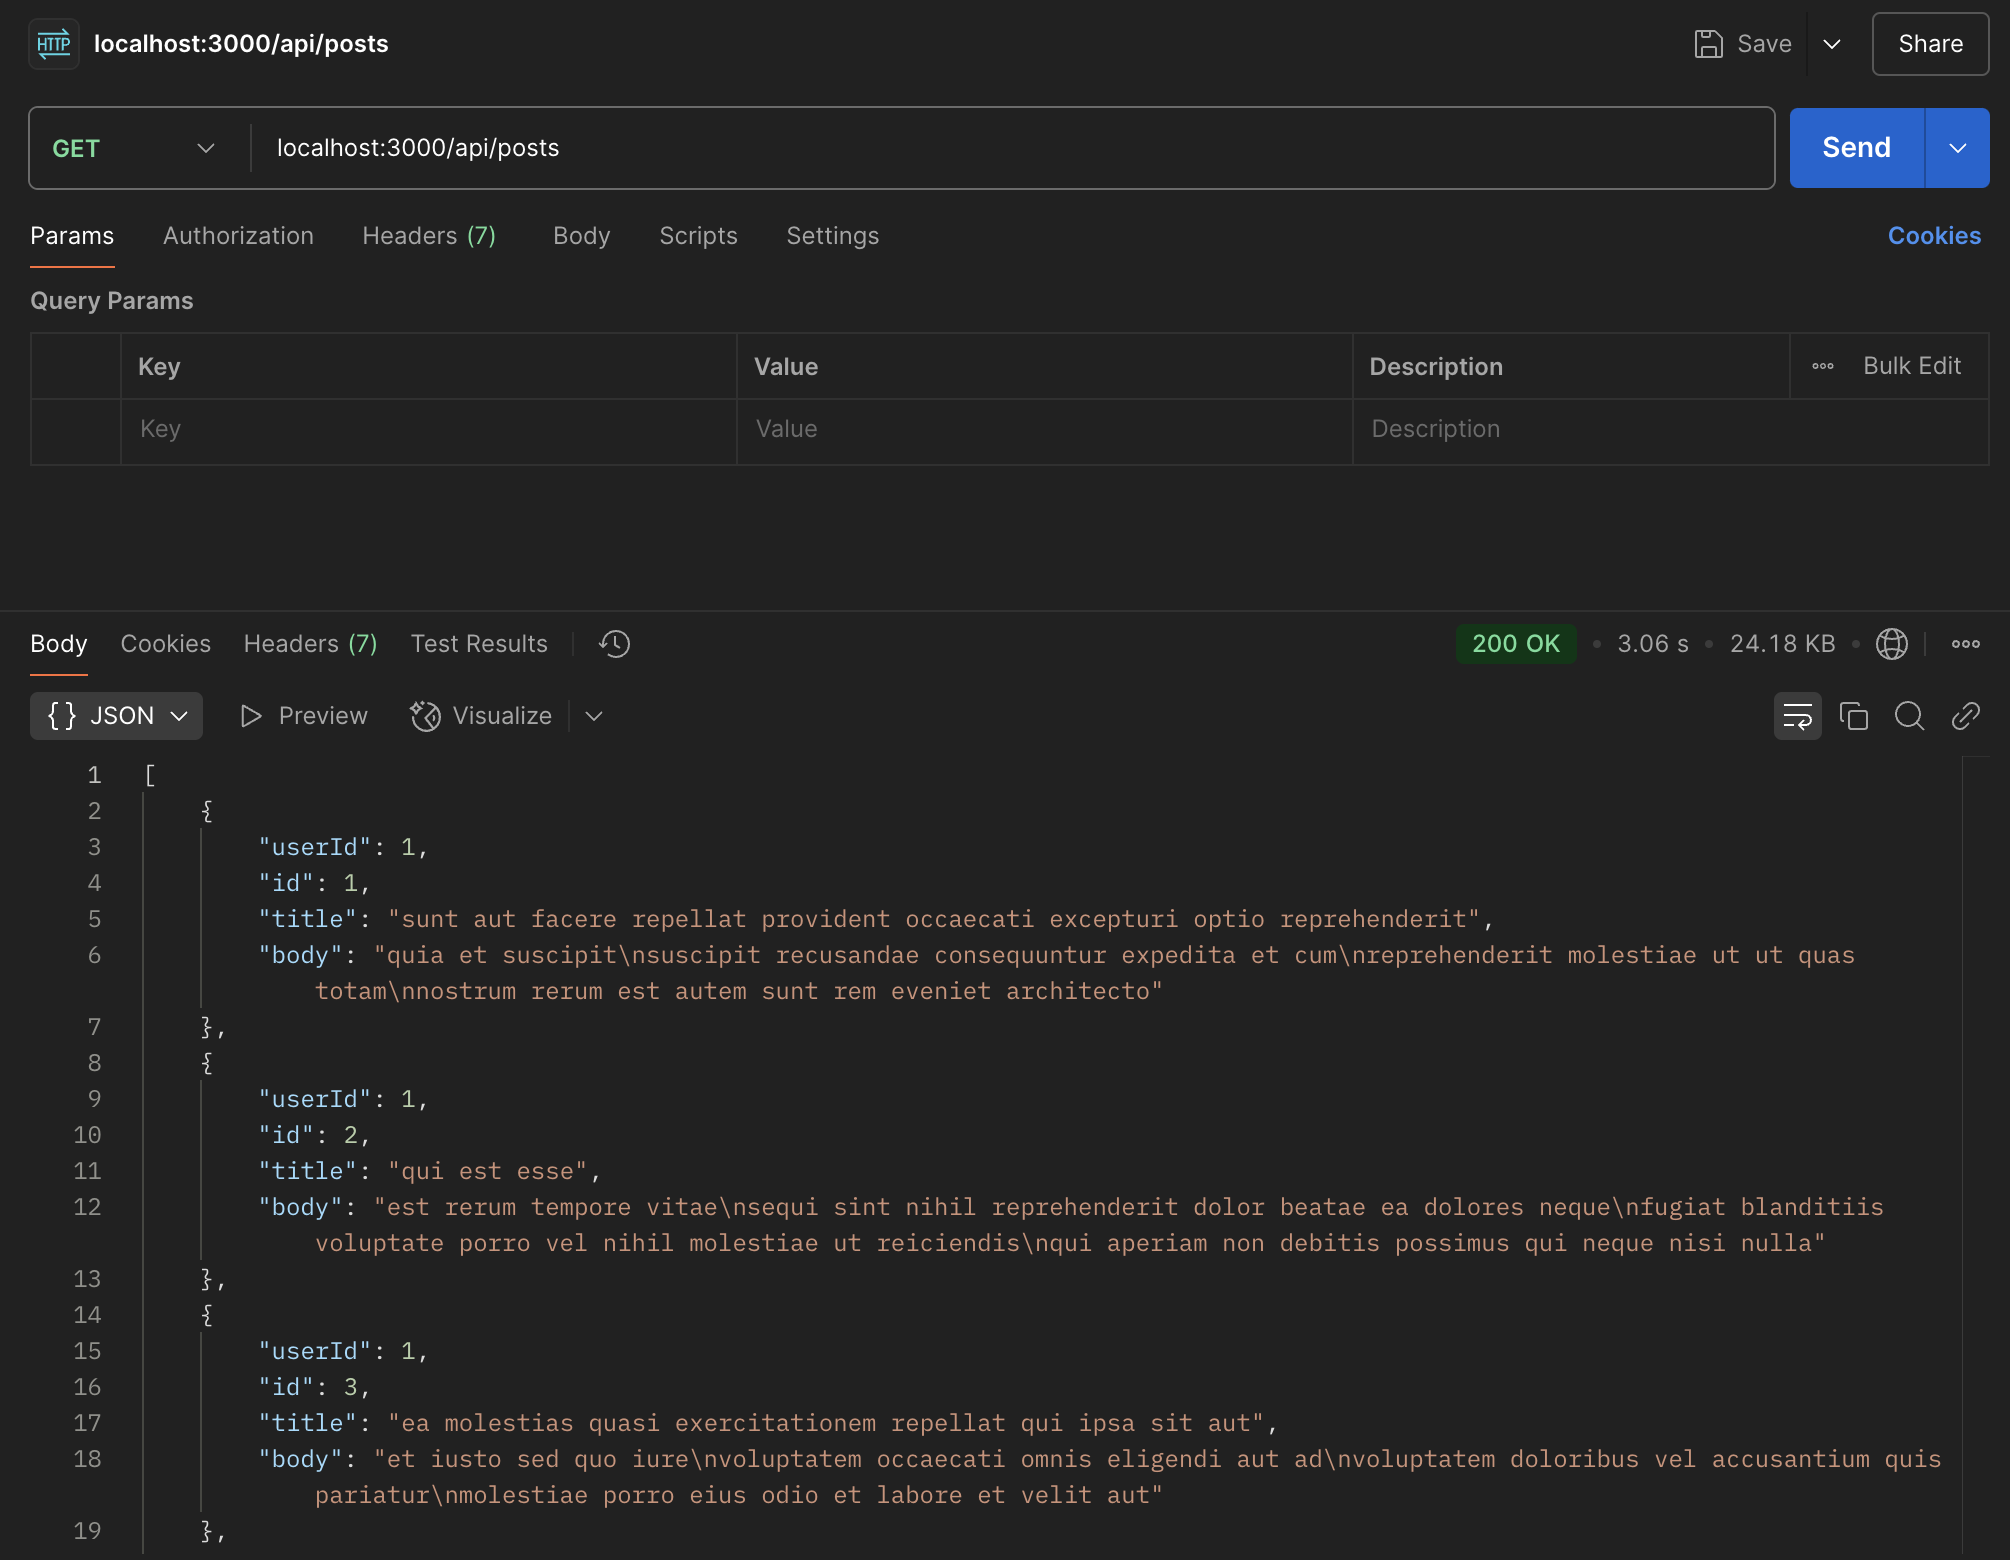 HTTP localhost:3000/api/posts Save Share
GET localhost:3000/api/posts Send
Params Authorization Headers (7) Body Scripts Settings Cookies
Query Params
Key Value Description Bulk Edit
Key Value Description
Body Cookies Headers (7) Test Results 200 OK • 3.06 s • 24.18 KB •
{} JSON Preview Visualize
1 [
2 {
3 "userId": 1,
4 "id": 1,
5 "title": "sunt aut facere repellat provident occaecati excepturi optio reprehenderit",
6 "body": "quia et suscipit\nsuscipit recusandae consequuntur expedita et cum\nreprehenderit molestiae ut ut quas
totam\nnostrum rerum est autem sunt rem eveniet architecto"
7 },
8 {
9 "userId": 1,
10 "id": 2,
11 "title": "qui est esse",
12 "body": "est rerum tempore vitae\nsequi sint nihil reprehenderit dolor beatae ea dolores neque\nfugiat blanditiis
voluptate porro vel nihil molestiae ut reiciendis\nqui aperiam non debitis possimus qui neque nisi nulla"
13 },
14 {
15 "userId": 1,
16 "id": 3,
17 "title": "ea molestias quasi exercitationem repellat qui ipsa sit aut",
18 "body": "et iusto sed quo iure\nvoluptatem occaecati omnis eligendi aut ad\nvoluptatem doloribus vel accusantium quis
pariatur\nmolestiae porro eius odio et labore et velit aut"
19 },